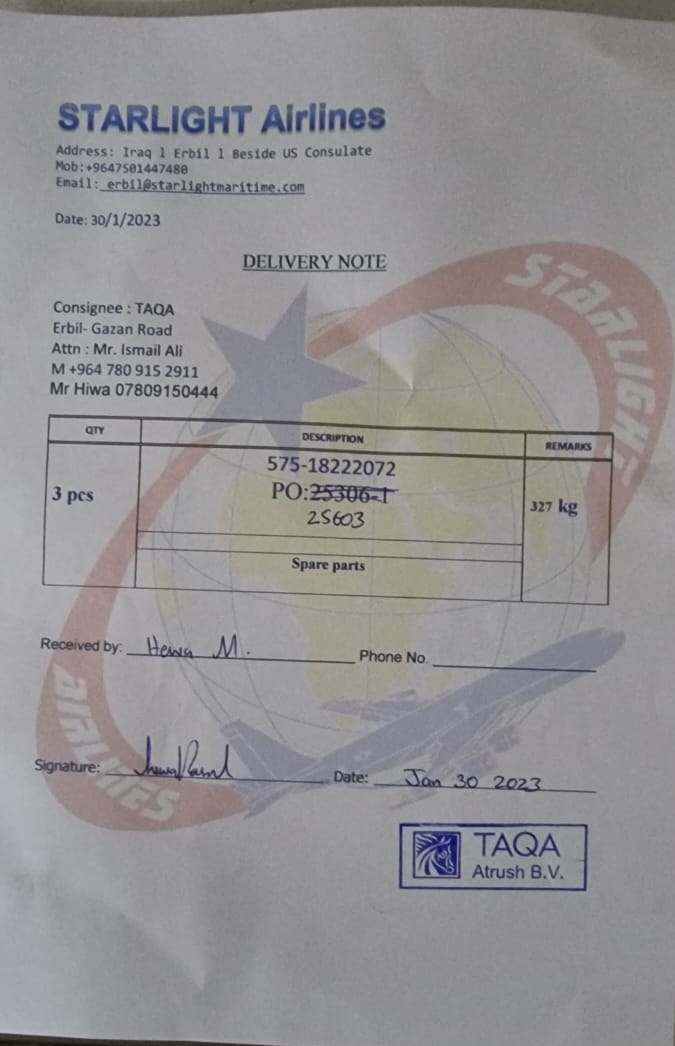 STARLIGHT Airlines
Address: Iraq l Erbil l Beside US Consulate
Mob:+9647501447480
Email: erbil@starlightmaritime.com
Date: 30/1/2023
DELIVERY NOTE
Consignee : TAQA
Erbil- Gazan Road
Attn : Mr. Ismail Ali
M +964 780 915 2911
Mr Hiwa 07809150444
QTY DESCRIPTION REMARKS
575-18222072
3 pcs PO:25306-1 327 kg
25603
Spare parts
Received by: Hewa M. Phone No.
Signature: Date: Jan 30 2023
TAQA
Atrush B.V.
STARLIGHT
AIRLINES